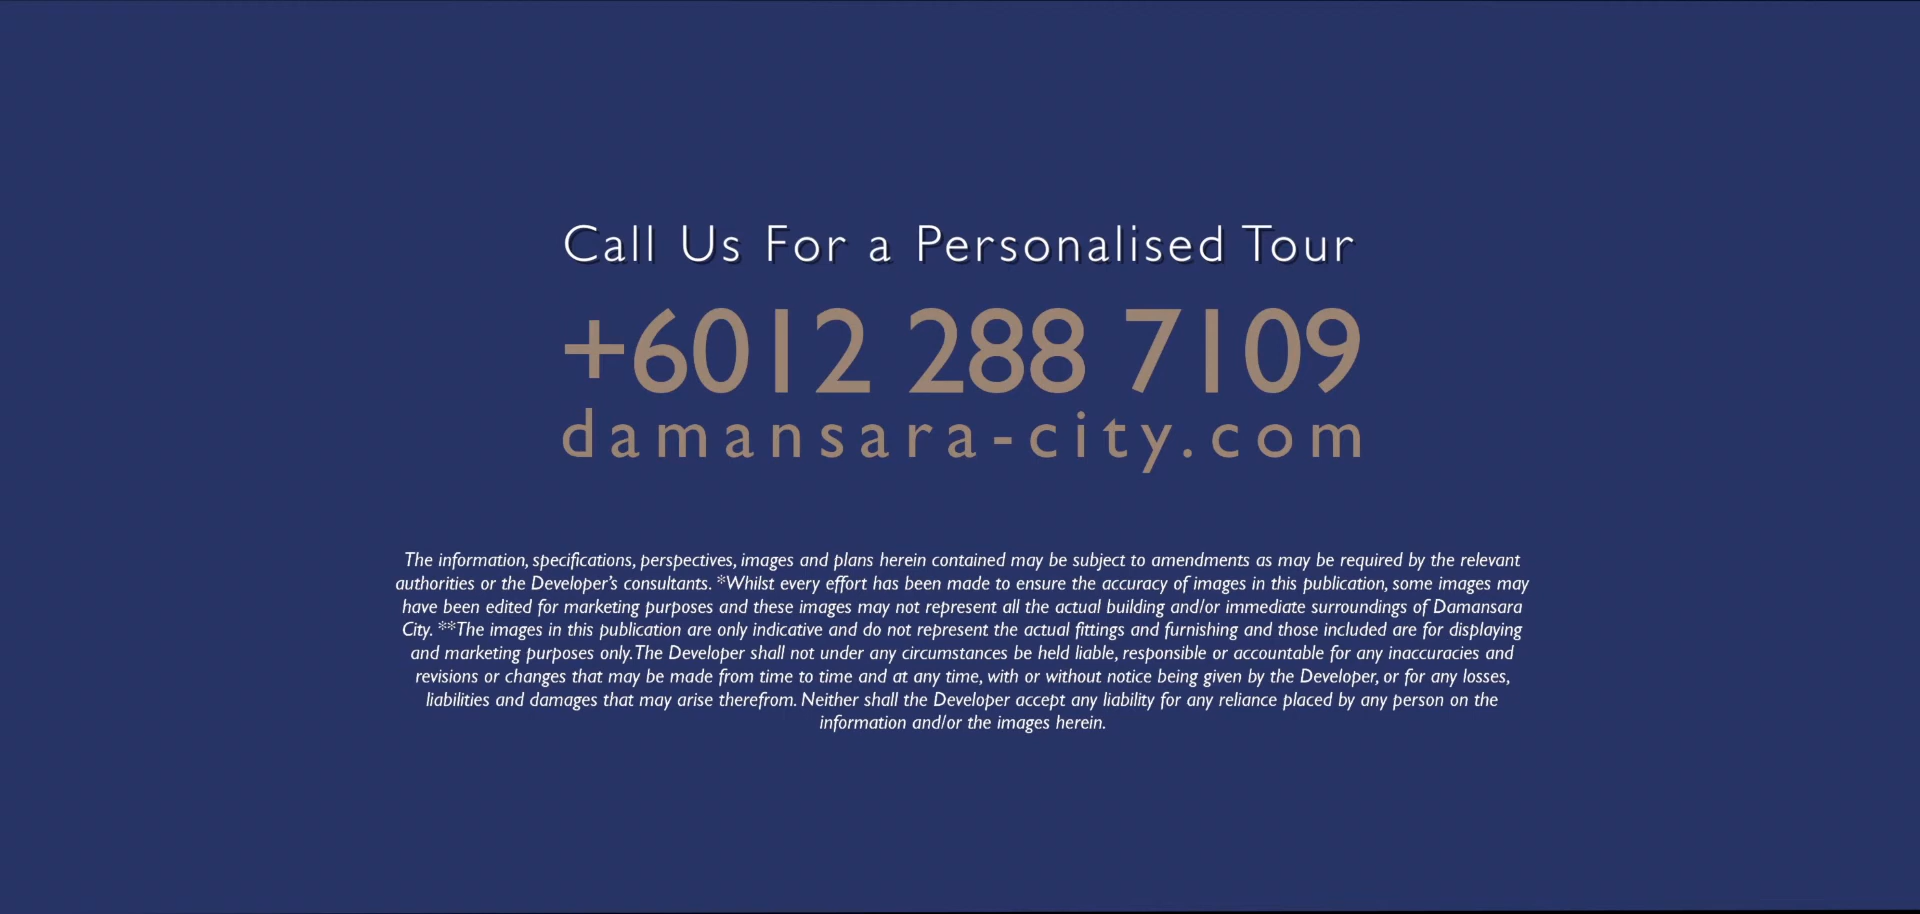 Call Us For a Personalised Tour
+6012 288 7109
damansara-city.com
The information, specifications, perspectives, images and plans herein contained may be subject to amendments as may be required by the relevant
authorities or the Developer's consultants. *Whilst every effort has been made to ensure the accuracy of images in this publication, some images may
have been edited for marketing purposes and these images may not represent all the actual building and/or immediate surroundings of Damansara
City. **The images in this publication are only indicative and do not represent the actual fittings and furnishing and those included are for displaying
and marketing purposes only. The Developer shall not under any circumstances be held liable, responsible or accountable for any inaccuracies and
revisions or changes that may be made from time to time and at any time, with or without notice being given by the Developer, or for any losses,
liabilities and damages that may arise therefrom. Neither shall the Developer accept any liability for any reliance placed by any person on the
information and/or the images herein.